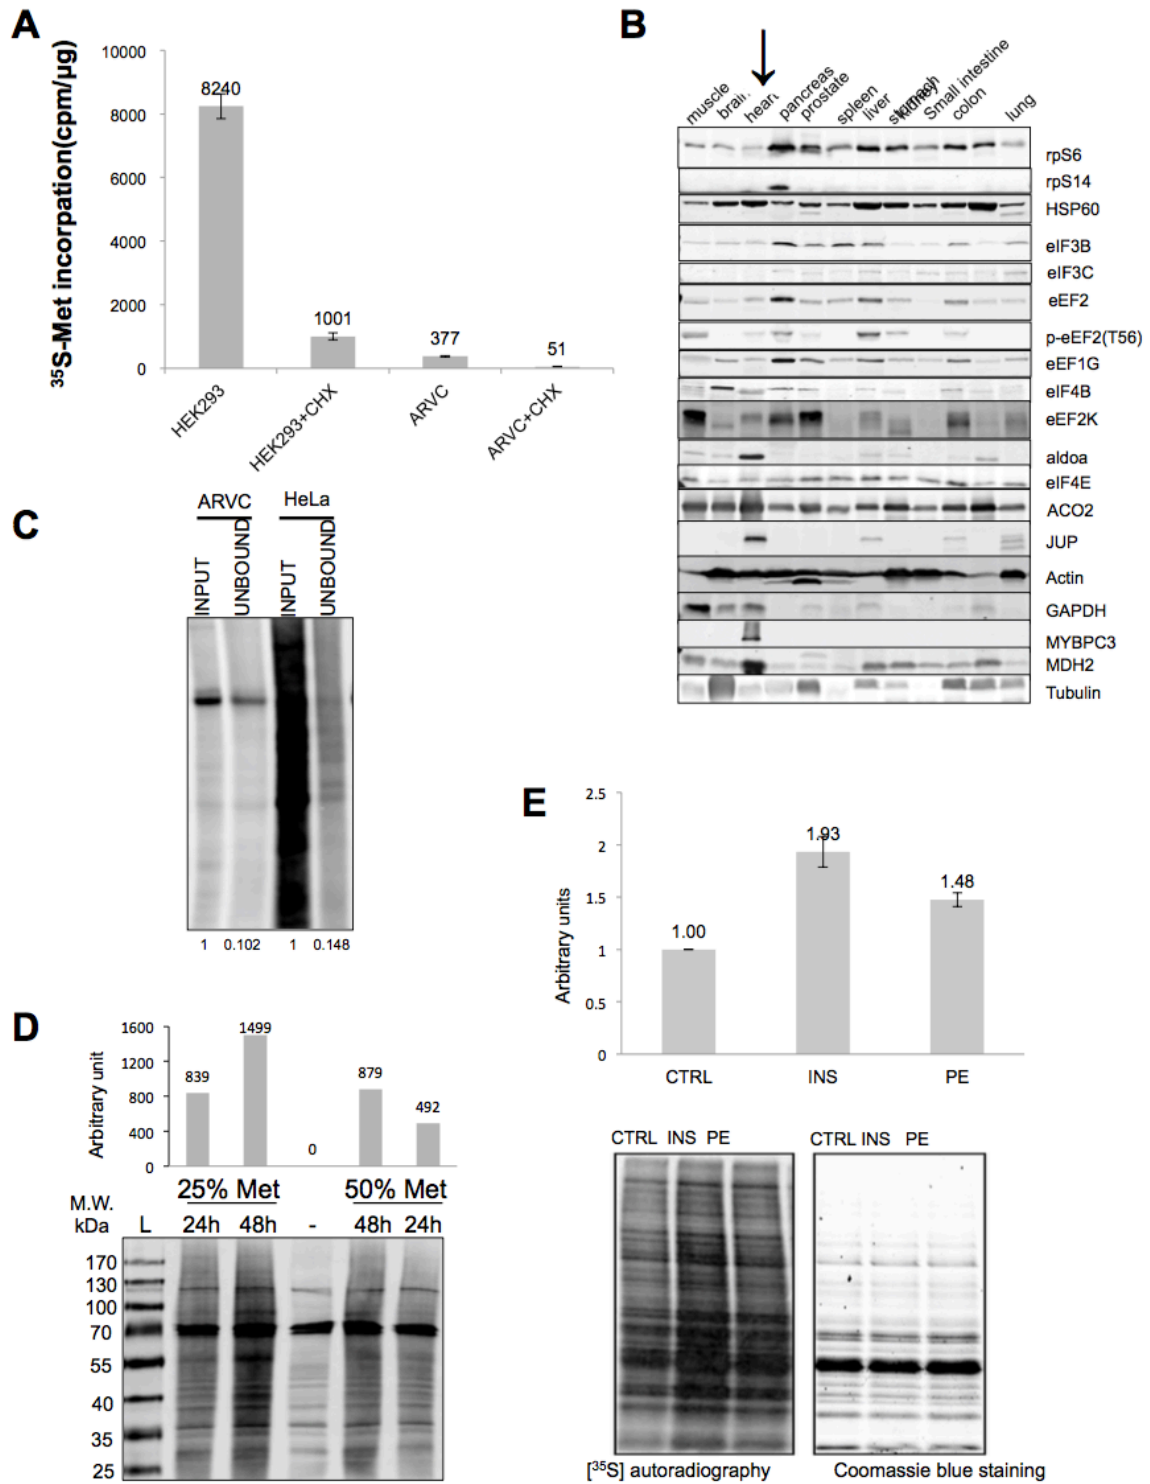 A
³⁵S-Met incorpation(cpm/µg)
10000
8000
6000
4000
2000
0
8240
1001
377
51
HEK293
HEK293+CHX
ARVC
ARVC+CHX
B
muscle
brain
heart
pancreas
prostate
spleen
liver
stomach
kidney
Small intestine
colon
lung
rpS6
rpS14
HSP60
eIF3B
eIF3C
eEF2
p-eEF2(T56)
eEF1G
eIF4B
eEF2K
aldoa
eIF4E
ACO2
JUP
Actin
GAPDH
MYBPC3
MDH2
Tubulin
C
ARVC HeLa
INPUT
UNBOUND
INPUT
UNBOUND
1 0.102 1 0.148
D
Arbitrary unit
1600
1200
800
400
0
839
1499
0
879
492
25% Met 50% Met
M.W.
kDa L 24h 48h - 48h 24h
170
130
100
70
55
40
35
25
E
Arbitrary units
2.5
2
1.5
1
0.5
0
1.00
1.93
1.48
CTRL INS PE
CTRL INS PE
CTRL INS PE
[³⁵S] autoradiography
Coomassie blue staining